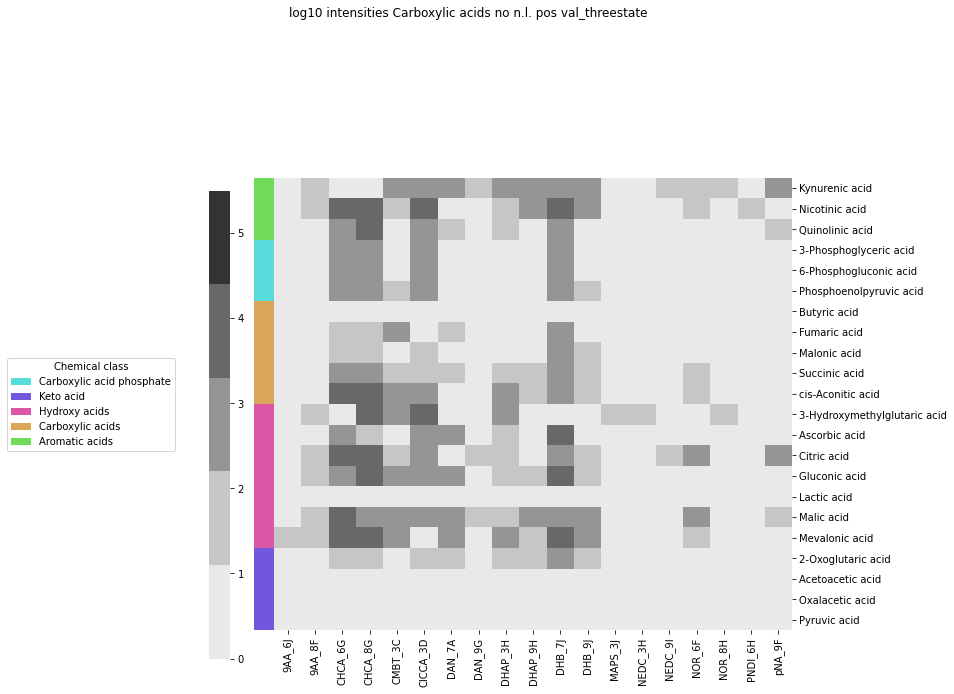 log10 intensities Carboxylic acids no n.l. pos val_threestate
Chemical class
Carboxylic acid phosphate
Keto acid
Hydroxy acids
Carboxylic acids
Aromatic acids
5
4
3
2
1
0
Kynurenic acid
Nicotinic acid
Quinolinic acid
3-Phosphoglyceric acid
6-Phosphogluconic acid
Phosphoenolpyruvic acid
Butyric acid
Fumaric acid
Malonic acid
Succinic acid
cis-Aconitic acid
3-Hydroxymethylglutaric acid
Ascorbic acid
Citric acid
Gluconic acid
Lactic acid
Malic acid
Mevalonic acid
2-Oxoglutaric acid
Acetoacetic acid
Oxalacetic acid
Pyruvic acid
9AA_6J
9AA_8F
CHCA_6G
CHCA_8G
CMBT_3C
ClCCA_3D
DAN_7A
DAN_9G
DHAP_3H
DHAP_9H
DHB_7J
DHB_9J
MAPS_3J
NEDC_3H
NEDC_9I
NOR_6F
NOR_8H
PNDI_6H
pNA_9F